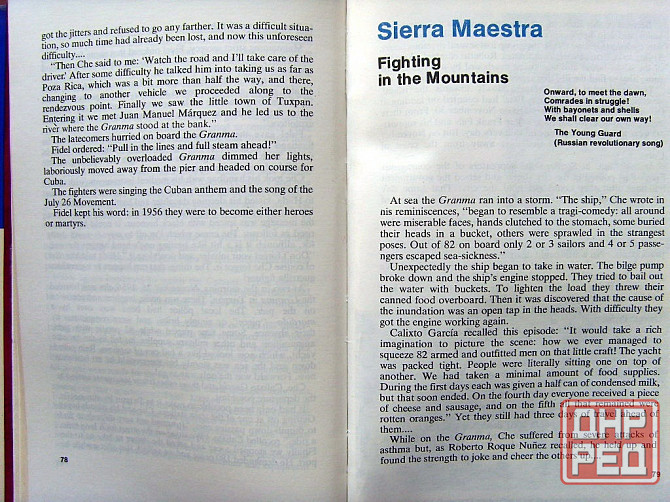 got the jitters and refused to go any farther. It was a difficult situa-
tion, so much time had already been lost, and now this unforeseen
difficulty....
"Then Che said to me: 'Watch the road and I'll take care of the
driver.' After some difficulty he talked him into taking us as far as
Poza Rica, which was a bit more than half the way, and there,
changing to another vehicle we proceeded along to the
rendezvous point. Finally we saw the little town of Tuxpan.
Entering it we met Juan Manuel Márquez and he led us to the
river where the Granma stood at the bank."
The latecomers hurried on board the Granma.
Fidel ordered: "Pull in the lines and full steam ahead!"
The unbelievably overloaded Granma dimmed her lights,
laboriously moved away from the pier and headed on course for
Cuba.
The fighters were singing the Cuban anthem and the song of the
July 26 Movement.
Fidel kept his word: in 1956 they were to become either heroes
or martyrs.
78
Sierra Maestra
Fighting
in the Mountains
Onward, to meet the dawn,
Comrades in struggle!
With bayonets and shells
We shall clear our own way!
The Young Guard
(Russian revolutionary song)
At sea the Granma ran into a storm. "The ship," Che wrote in
his reminiscences, "began to resemble a tragi-comedy: all around
were miserable faces, hands clutched to the stomach, some buried
their heads in a bucket, others were sprawled in the strangest
poses. Out of 82 on board only 2 or 3 sailors and 4 or 5 passe-
ngers escaped sea-sickness."
Unexpectedly the ship began to take in water. The bilge pump
broke down and the ship's engine stopped. They tried to bail out
the water with buckets. To lighten the load they threw their
canned food overboard. Then it was discovered that the cause of
the inundation was an open tap in the heads. With difficulty they
got the engine working again.
Calixto García recalled this episode: "It would take a rich
imagination to picture the scene: how we ever managed to
squeeze 82 armed and outfitted men on that little craft! The yacht
was packed tight. People were literally sitting one on top of
another. We had taken a minimal amount of food supplies.
During the first days each was given a half can of condensed milk,
but that soon ended. On the fourth day everyone received a piece
of cheese and sausage, and on the fifth all that remained were
rotten oranges." Yet they still had three days of travel ahead of
them....
While on the Granma, Che suffered from severe attacks of
asthma but, as Roberto Roque Nuñez recalled, he held up and
found the strength to joke and cheer the others up....
79